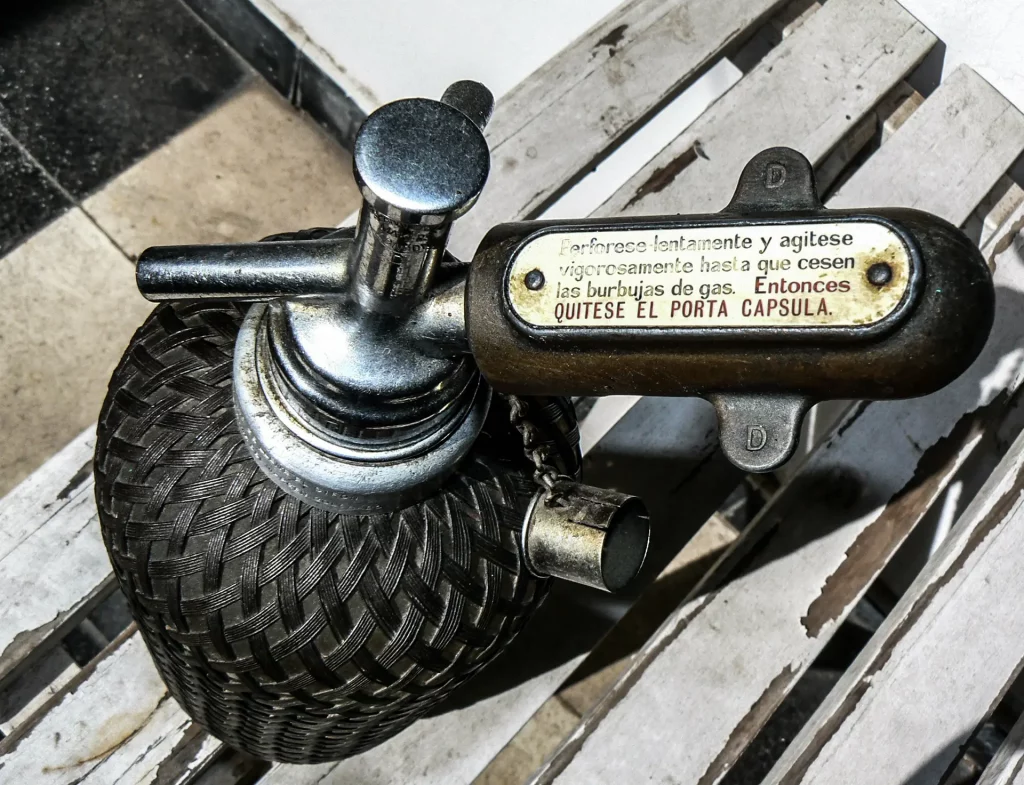 D
Perforese lentamente y agitese
vigorosamente hasta que cesen
las burbujas de gas. Entonces
QUITESE EL PORTA CAPSULA.
D